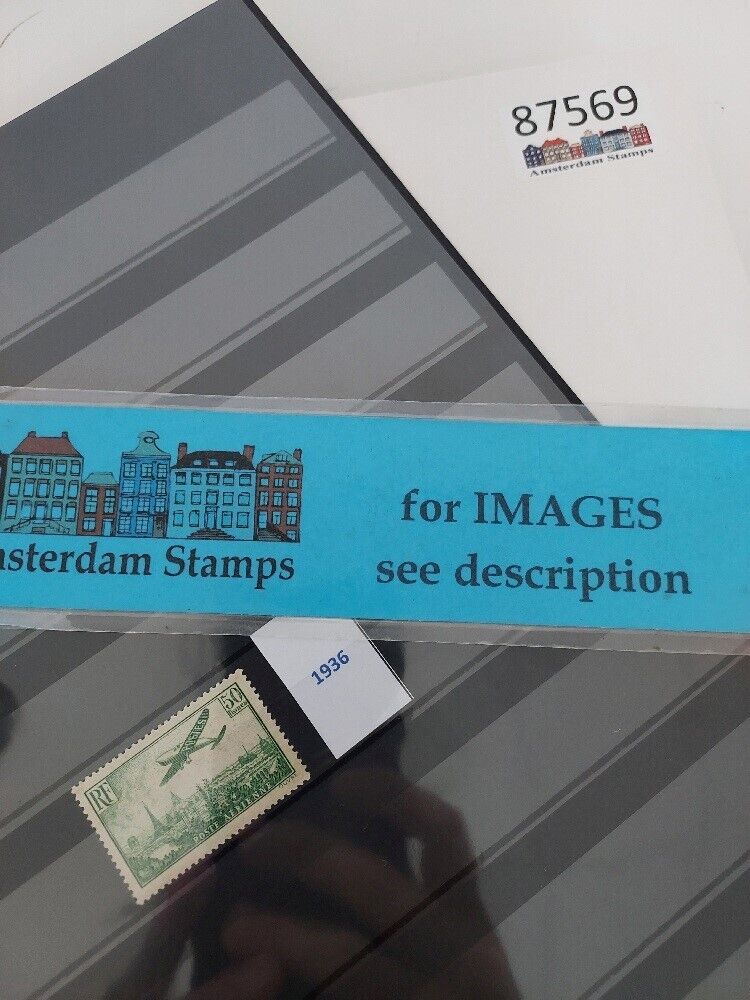 87569
Amsterdam Stamps
for IMAGES
see description
msterdam Stamps
1936
50
RF
POSTE AERIENNE